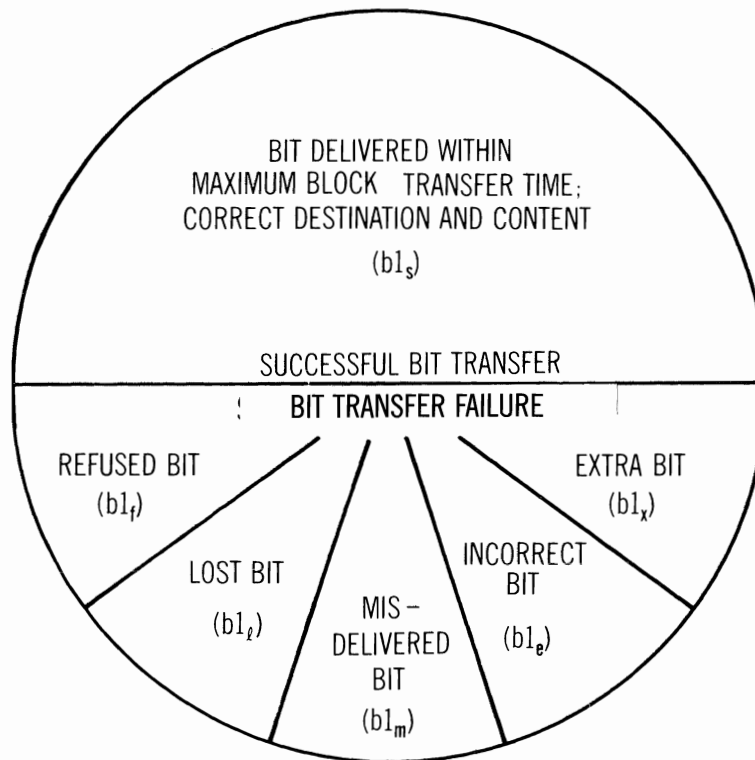 BIT DELIVERED WITHIN
MAXIMUM BLOCK TRANSFER TIME;
CORRECT DESTINATION AND CONTENT
(b1ₛ)
SUCCESSFUL BIT TRANSFER
BIT TRANSFER FAILURE
REFUSED BIT
(b1f)
LOST BIT
(b1ℓ)
MIS-
DELIVERED
BIT
(b1ₘ)
INCORRECT
BIT
(b1ₑ)
EXTRA BIT
(b1ₓ)